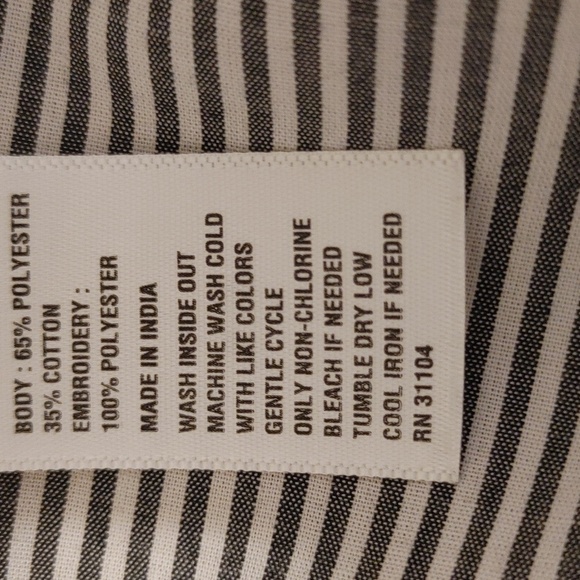 BODY : 65% POLYESTER
35% COTTON
EMBROIDERY :
100% POLYESTER
MADE IN INDIA
WASH INSIDE OUT
MACHINE WASH COLD
WITH LIKE COLORS
GENTLE CYCLE
ONLY NON-CHLORINE
BLEACH IF NEEDED
TUMBLE DRY LOW
COOL IRON IF NEEDED
RN 31104